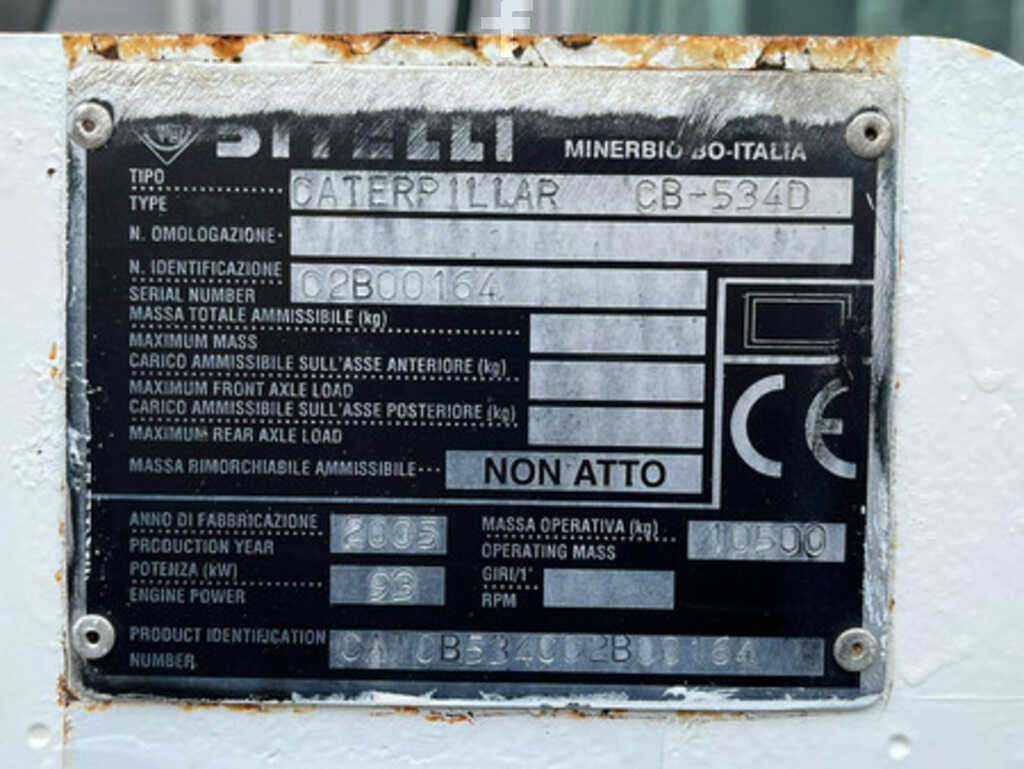 f
BITELLI
MINERBIO BO-ITALIA
TIPO
TYPE
CATERPILLAR CB-534D
N. OMOLOGAZIONE
N. IDENTIFICAZIONE
SERIAL NUMBER
C2B00164
MASSA TOTALE AMMISSIBILE (kg)
MAXIMUM MASS
CARICO AMMISSIBILE SULL'ASSE ANTERIORE (kg)
MAXIMUM FRONT AXLE LOAD
CARICO AMMISSIBILE SULL'ASSE POSTERIORE (kg)
MAXIMUM REAR AXLE LOAD
MASSA RIMORCHIABILE AMMISSIBILE
NON ATTO
CE
ANNO DI FABBRICAZIONE
PRODUCTION YEAR
2005
MASSA OPERATIVA (kg)
OPERATING MASS
10500
POTENZA (kW)
ENGINE POWER
93
GIRI/1'
RPM
PRODUCT IDENTIFICATION
NUMBER